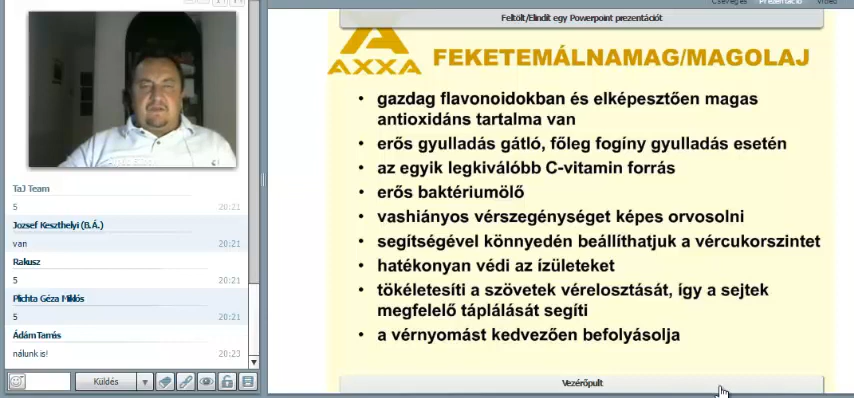 Csevegés Prezentáció Videó
Feltölt/Elindít egy Powerpoint prezentációt
AXXA
FEKETEMÁLNAMAG/MAGOLAJ
• gazdag flavonoidokban és elképesztően magas
antioxidáns tartalma van
• erős gyulladás gátló, főleg fogíny gyulladás esetén
• az egyik legkiválóbb C-vitamin forrás
• erős baktériumölő
• vashiányos vérszegénységet képes orvosolni
• segítségével könnyedén beállíthatjuk a vércukorszintet
• hatékonyan védi az ízületeket
• tökéletesíti a szövetek vérelosztását, így a sejtek
megfelelő táplálását segíti
• a vérnyomást kedvezően befolyásolja
Vezérőpult
TaJ Team
5 20:21
Jozsef Keszthelyi (B.Á.)
van 20:21
Rakusz
5 20:21
Plichta Géza Miklós
5 20:21
ÁdámTamás
nálunk is! 20:23
Küldés